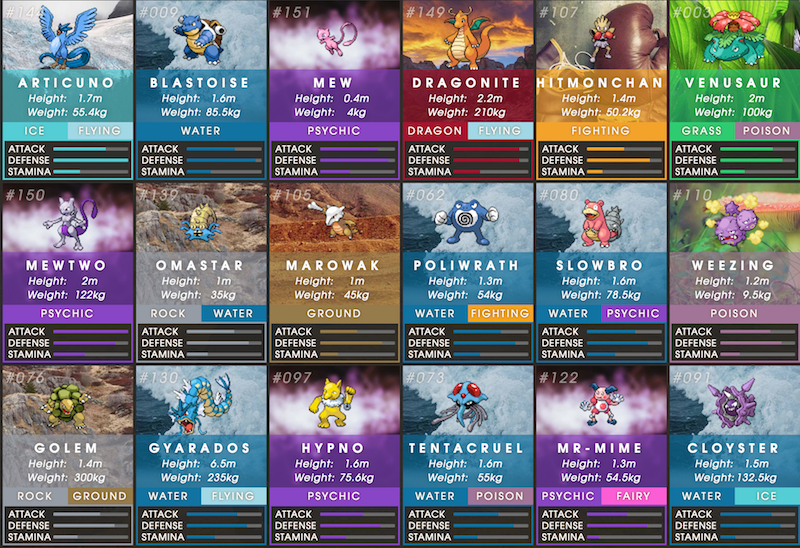 #009
#151
#149
#107
#003
ARTICUNO
Height: 1.7m
Weight: 55.4kg
ICE FLYING
ATTACK
DEFENSE
STAMINA
BLASTOISE
Height: 1.6m
Weight: 85.5kg
WATER
ATTACK
DEFENSE
STAMINA
MEW
Height: 0.4m
Weight: 4kg
PSYCHIC
ATTACK
DEFENSE
STAMINA
DRAGONITE
Height: 2.2m
Weight: 210kg
DRAGON FLYING
ATTACK
DEFENSE
STAMINA
HITMONCHAN
Height: 1.4m
Weight: 50.2kg
FIGHTING
ATTACK
DEFENSE
STAMINA
VENUSAUR
Height: 2m
Weight: 100kg
GRASS POISON
ATTACK
DEFENSE
STAMINA
#150
MEWTWO
Height: 2m
Weight: 122kg
PSYCHIC
ATTACK
DEFENSE
STAMINA
#139
OMASTAR
Height: 1m
Weight: 35kg
ROCK WATER
ATTACK
DEFENSE
STAMINA
#105
MAROWAK
Height: 1m
Weight: 45kg
GROUND
ATTACK
DEFENSE
STAMINA
#062
POLIWRATH
Height: 1.3m
Weight: 54kg
WATER FIGHTING
ATTACK
DEFENSE
STAMINA
#080
SLOWBRO
Height: 1.6m
Weight: 78.5kg
WATER PSYCHIC
ATTACK
DEFENSE
STAMINA
#110
WEEZING
Height: 1.2m
Weight: 9.5kg
POISON
ATTACK
DEFENSE
STAMINA
#076
GOLEM
Height: 1.4m
Weight: 300kg
ROCK GROUND
ATTACK
DEFENSE
STAMINA
#130
GYARADOS
Height: 6.5m
Weight: 235kg
WATER FLYING
ATTACK
DEFENSE
STAMINA
#097
HYPNO
Height: 1.6m
Weight: 75.6kg
PSYCHIC
ATTACK
DEFENSE
STAMINA
#073
TENTACRUEL
Height: 1.6m
Weight: 55kg
WATER POISON
ATTACK
DEFENSE
STAMINA
#122
MR-MIME
Height: 1.3m
Weight: 54.5kg
PSYCHIC FAIRY
ATTACK
DEFENSE
STAMINA
#091
CLOYSTER
Height: 1.5m
Weight: 132.5kg
WATER ICE
ATTACK
DEFENSE
STAMINA